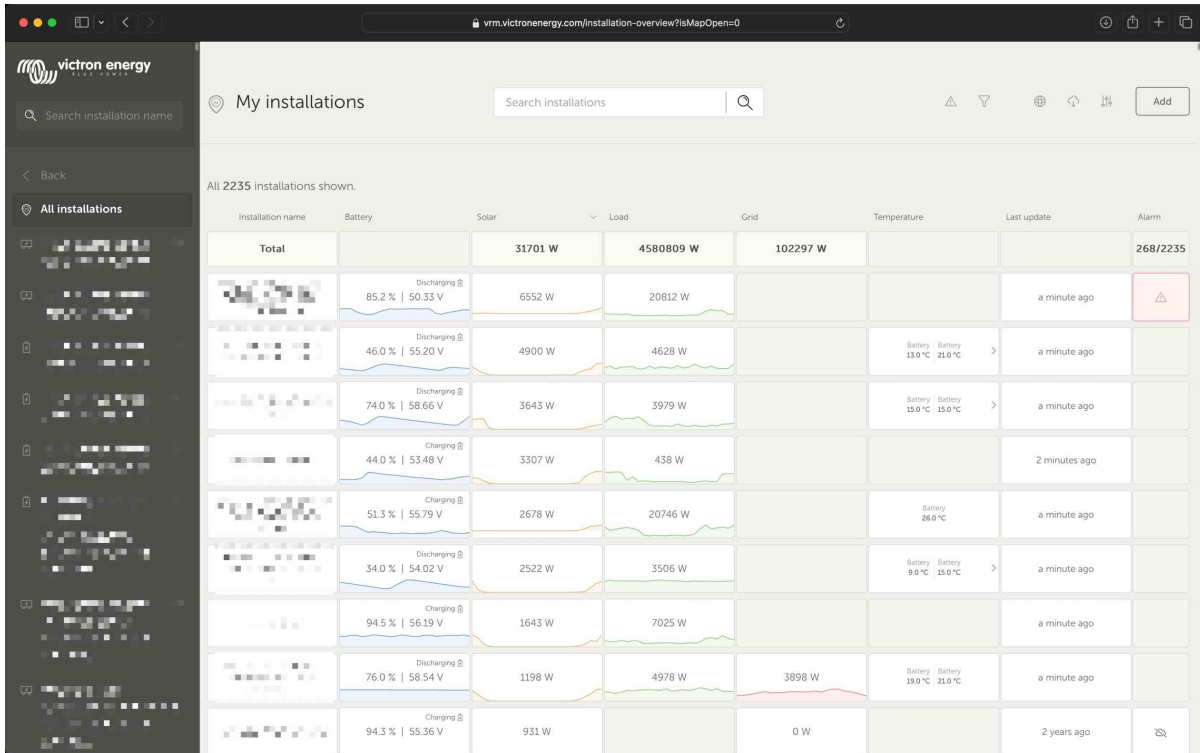 vrm.victronenergy.com/installation-overview?isMapOpen=0
victron energy
BLUE POWER
Search installation name
Back
All installations
My installations
Search installations
Add
All 2235 installations shown.
Installation name Battery Solar Load Grid Temperature Last update Alarm
Total 31701 W 4580809 W 102297 W 268/2235
Discharging
85.2 % | 50.33 V 6552 W 20812 W a minute ago
Discharging
46.0 % | 55.20 V 4900 W 4628 W Battery 13.0 °C Battery 21.0 °C a minute ago
Discharging
74.0 % | 58.66 V 3643 W 3979 W Battery 15.0 °C Battery 15.0 °C a minute ago
Charging
44.0 % | 53.48 V 3307 W 438 W 2 minutes ago
Charging
51.3 % | 55.79 V 2678 W 20746 W Battery 26.0 °C a minute ago
Discharging
34.0 % | 54.02 V 2522 W 3506 W Battery 9.0 °C Battery 15.0 °C a minute ago
Charging
94.5 % | 56.19 V 1643 W 7025 W a minute ago
Discharging
76.0 % | 58.54 V 1198 W 4978 W 3898 W Battery 19.0 °C Battery 21.0 °C a minute ago
Charging
94.3 % | 55.36 V 931 W 0 W 2 years ago